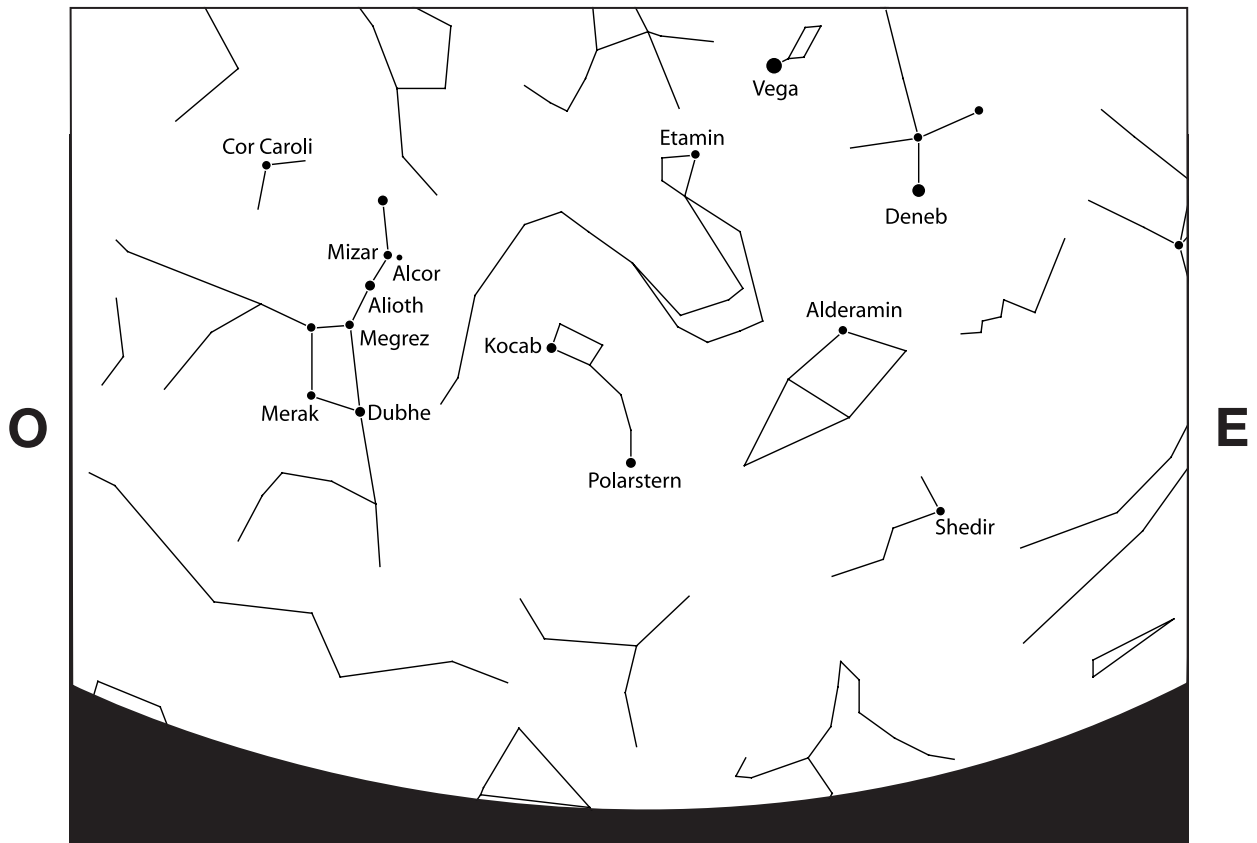 Vega
Etamin
Cor Caroli
Deneb
Mizar
Alcor
Alioth
Alderamin
Megrez
Kocab
Merak
Dubhe
O
E
Polarstern
Shedir